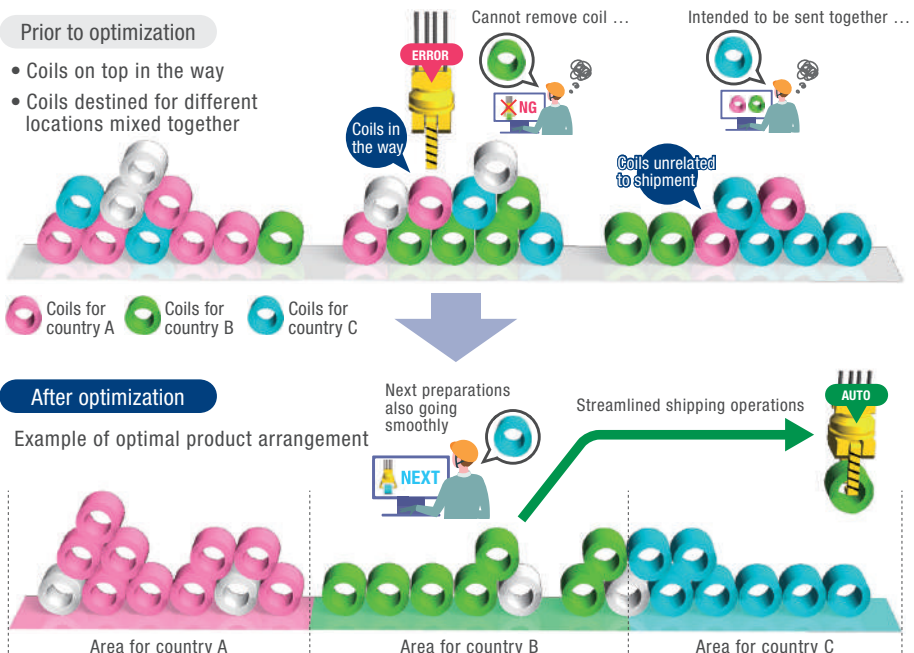 Prior to optimization
• Coils on top in the way
• Coils destined for different
locations mixed together
ERROR
Cannot remove coil …
NG
Intended to be sent together …
Coils in
the way
Coils unrelated
to shipment
Coils for
country A
Coils for
country B
Coils for
country C
After optimization
Example of optimal product arrangement
Next preparations
also going
smoothly
NEXT
Streamlined shipping operations
AUTO
Area for country A
Area for country B
Area for country C